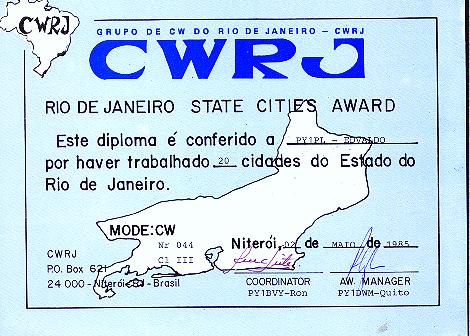 CWRJ
GRUPO DE CW DO RIO DE JANEIRO - CWRJ
CWRJ
RIO DE JANEIRO STATE CITIES AWARD
Este diploma é conferido a PY1PL - EDVALDO
por haver trabalhado 20 cidades do Estado do
Rio de Janeiro.
MODE:CW
Nr 044
Cl III
Niterói, 02 de MAIO de 1985
CWRJ
P.O. Box 621
24 000 - Niterói-RJ - Brasil
COORDINATOR
PY1BVY-Ron
AW. MANAGER
PY1DWM-Quito